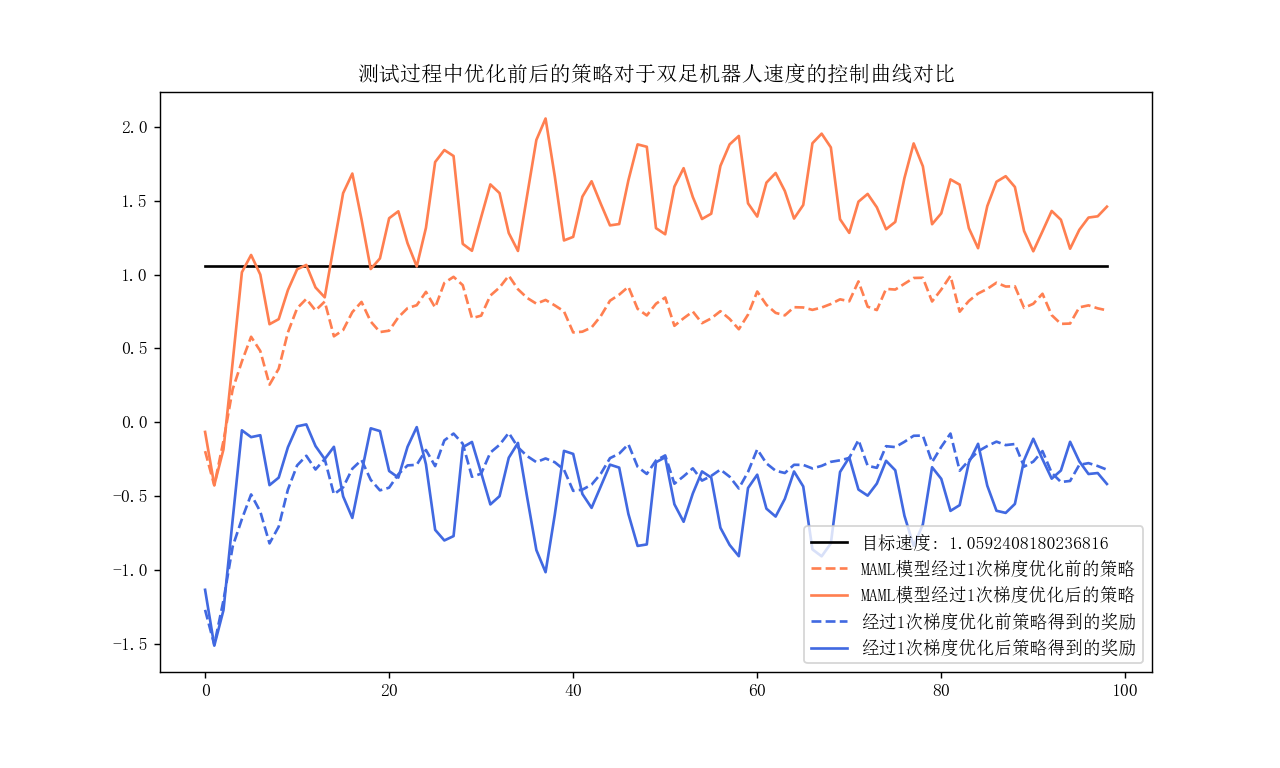 测试过程中优化前后的策略对于双足机器人速度的控制曲线对比
2.0
1.5
1.0
0.5
0.0
−0.5
−1.0
−1.5
0 20 40 60 80 100
目标速度: 1.0592408180236816
MAML模型经过1次梯度优化前的策略
MAML模型经过1次梯度优化后的策略
经过1次梯度优化前策略得到的奖励
经过1次梯度优化后策略得到的奖励